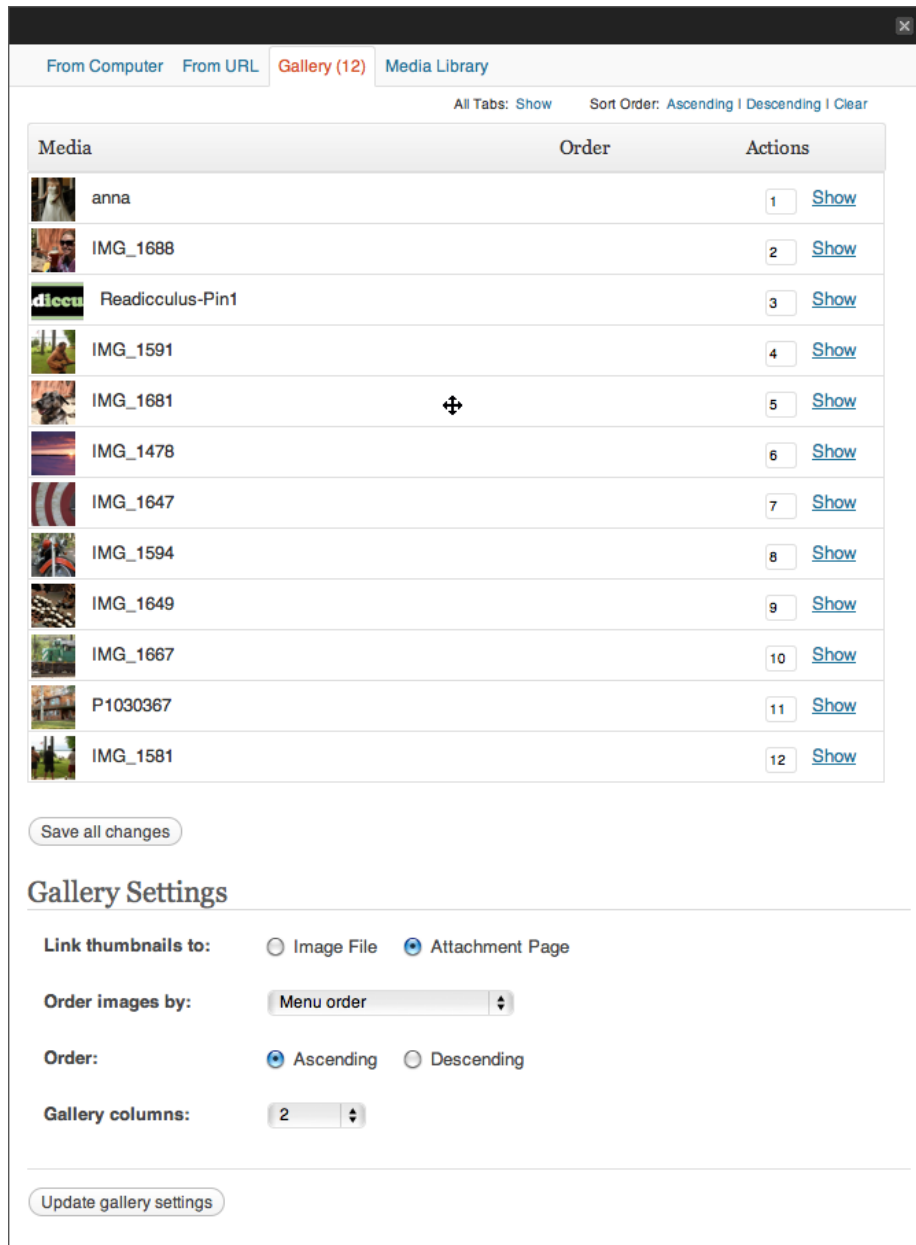 From Computer From URL Gallery (12) Media Library
All Tabs: Show Sort Order: Ascending | Descending | Clear
Media Order Actions
anna 1 Show
IMG_1688 2 Show
diccu Readicculus-Pin1 3 Show
IMG_1591 4 Show
IMG_1681 5 Show
IMG_1478 6 Show
IMG_1647 7 Show
IMG_1594 8 Show
IMG_1649 9 Show
IMG_1667 10 Show
P1030367 11 Show
IMG_1581 12 Show
Save all changes
Gallery Settings
Link thumbnails to: Image File Attachment Page
Order images by: Menu order
Order: Ascending Descending
Gallery columns: 2
Update gallery settings